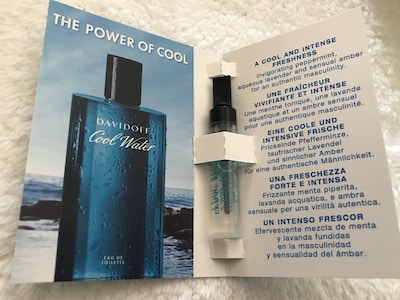 THE POWER OF COOL
DAVIDOFF
Cool Water
EAU DE
TOILETTE
A COOL AND INTENSE
FRESHNESS
Invigorating peppermint,
aqueous lavender and sensual amber
for an authentic masculinity.
UNE FRAÎCHEUR
VIVIFIANTE ET INTENSE
Une menthe tonique, une lavande
aquatique et un ambre sensual
pour une authentique masculinité.
EINE COOLE UND
INTENSIVE FRISCHE
Prickelnde Pfefferminze,
taufrischer Lavendel
und sinnlicher Amber
für eine authentische Männlichkeit.
UNA FRESCHEZZA
FORTE E INTENSA
Frizzante menta piperita,
lavanda acquatica, e ambra
sensuale per una virilità autentica.
UN INTENSO FRESCOR
Efervescente mezcla de menta
y lavanda fundidas
en la masculinidad
y sensualidad del ámbar.